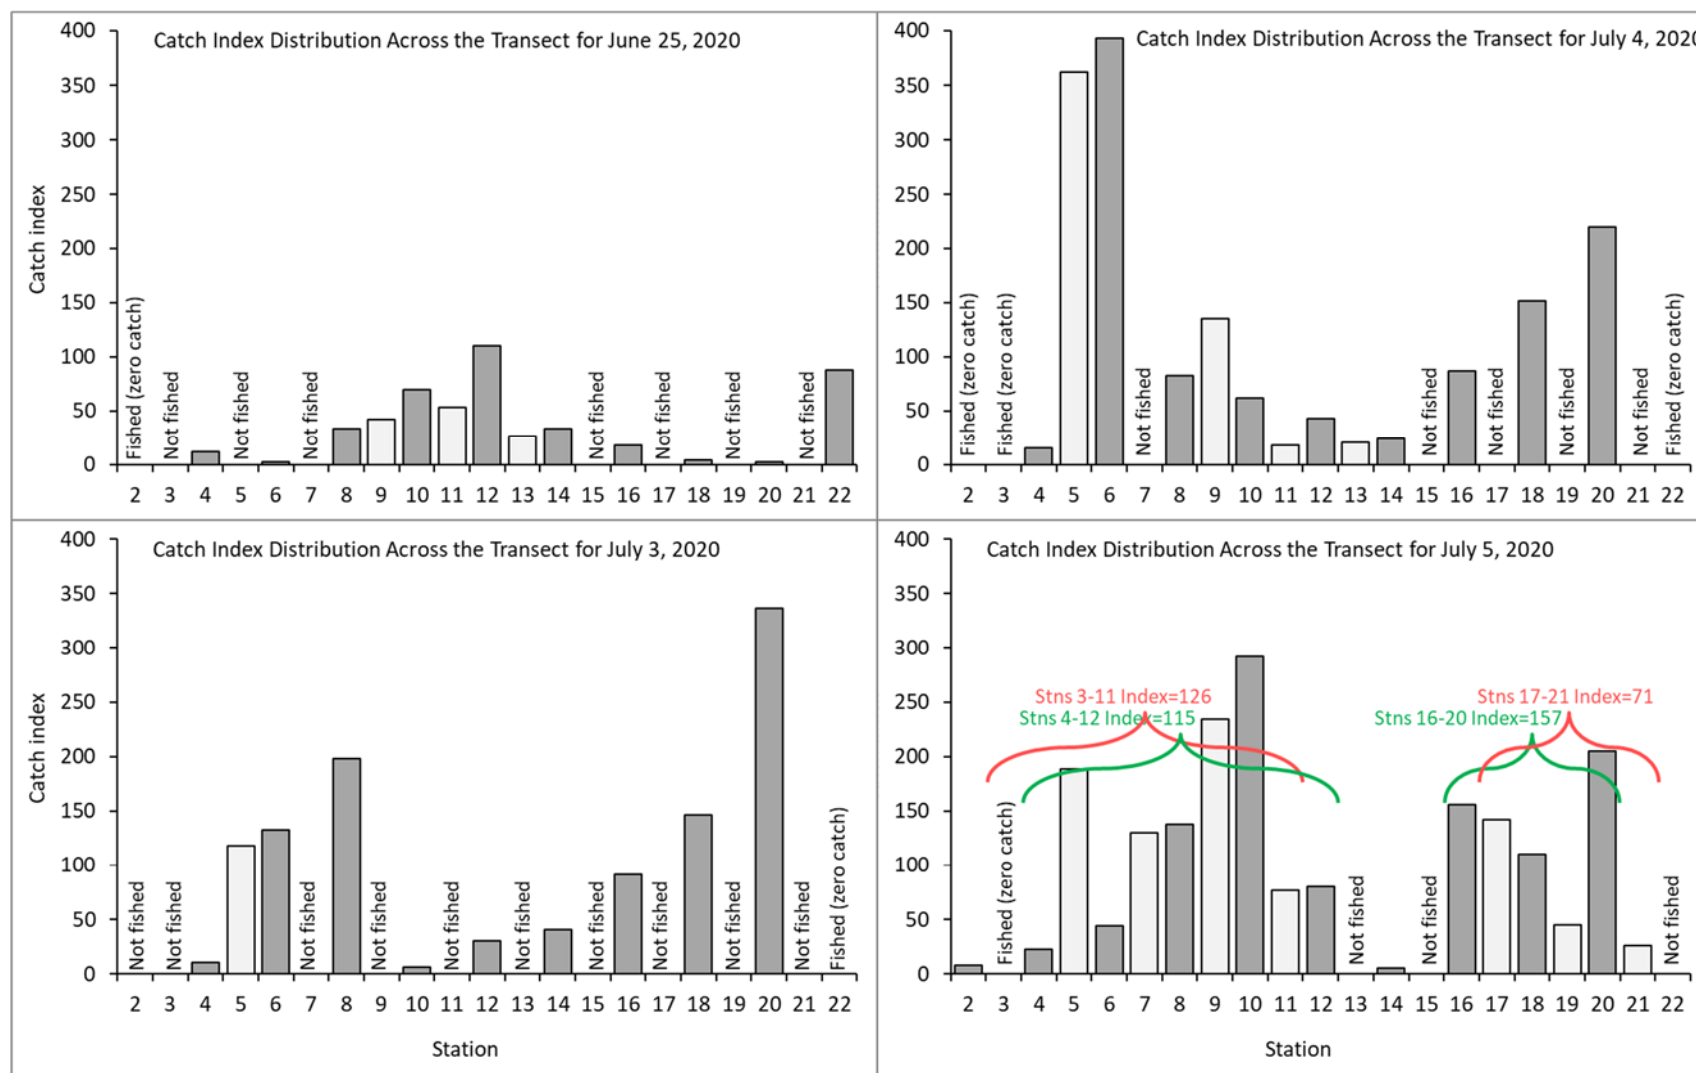 Catch Index Distribution Across the Transect for June 25, 2020
Catch index
400
350
300
250
200
150
100
50
0
Fished (zero catch)
Not fished
Not fished
Not fished
Not fished
Not fished
Not fished
Not fished
2 3 4 5 6 7 8 9 10 11 12 13 14 15 16 17 18 19 20 21 22
Catch Index Distribution Across the Transect for July 4, 2020
400
350
300
250
200
150
100
50
0
Fished (zero catch)
Fished (zero catch)
Not fished
Not fished
Not fished
Not fished
Not fished
Fished (zero catch)
2 3 4 5 6 7 8 9 10 11 12 13 14 15 16 17 18 19 20 21 22
Catch Index Distribution Across the Transect for July 3, 2020
Catch index
400
350
300
250
200
150
100
50
0
Not fished
Not fished
Not fished
Not fished
Not fished
Not fished
Not fished
Not fished
Not fished
Not fished
Fished (zero catch)
2 3 4 5 6 7 8 9 10 11 12 13 14 15 16 17 18 19 20 21 22
Station
Catch Index Distribution Across the Transect for July 5, 2020
400
350
300
250
200
150
100
50
0
Stns 3-11 Index=126
Stns 17-21 Index=71
Stns 4-12 Index=115
Stns 16-20 Index=157
Fished (zero catch)
Not fished
Not fished
Not fished
2 3 4 5 6 7 8 9 10 11 12 13 14 15 16 17 18 19 20 21 22
Station